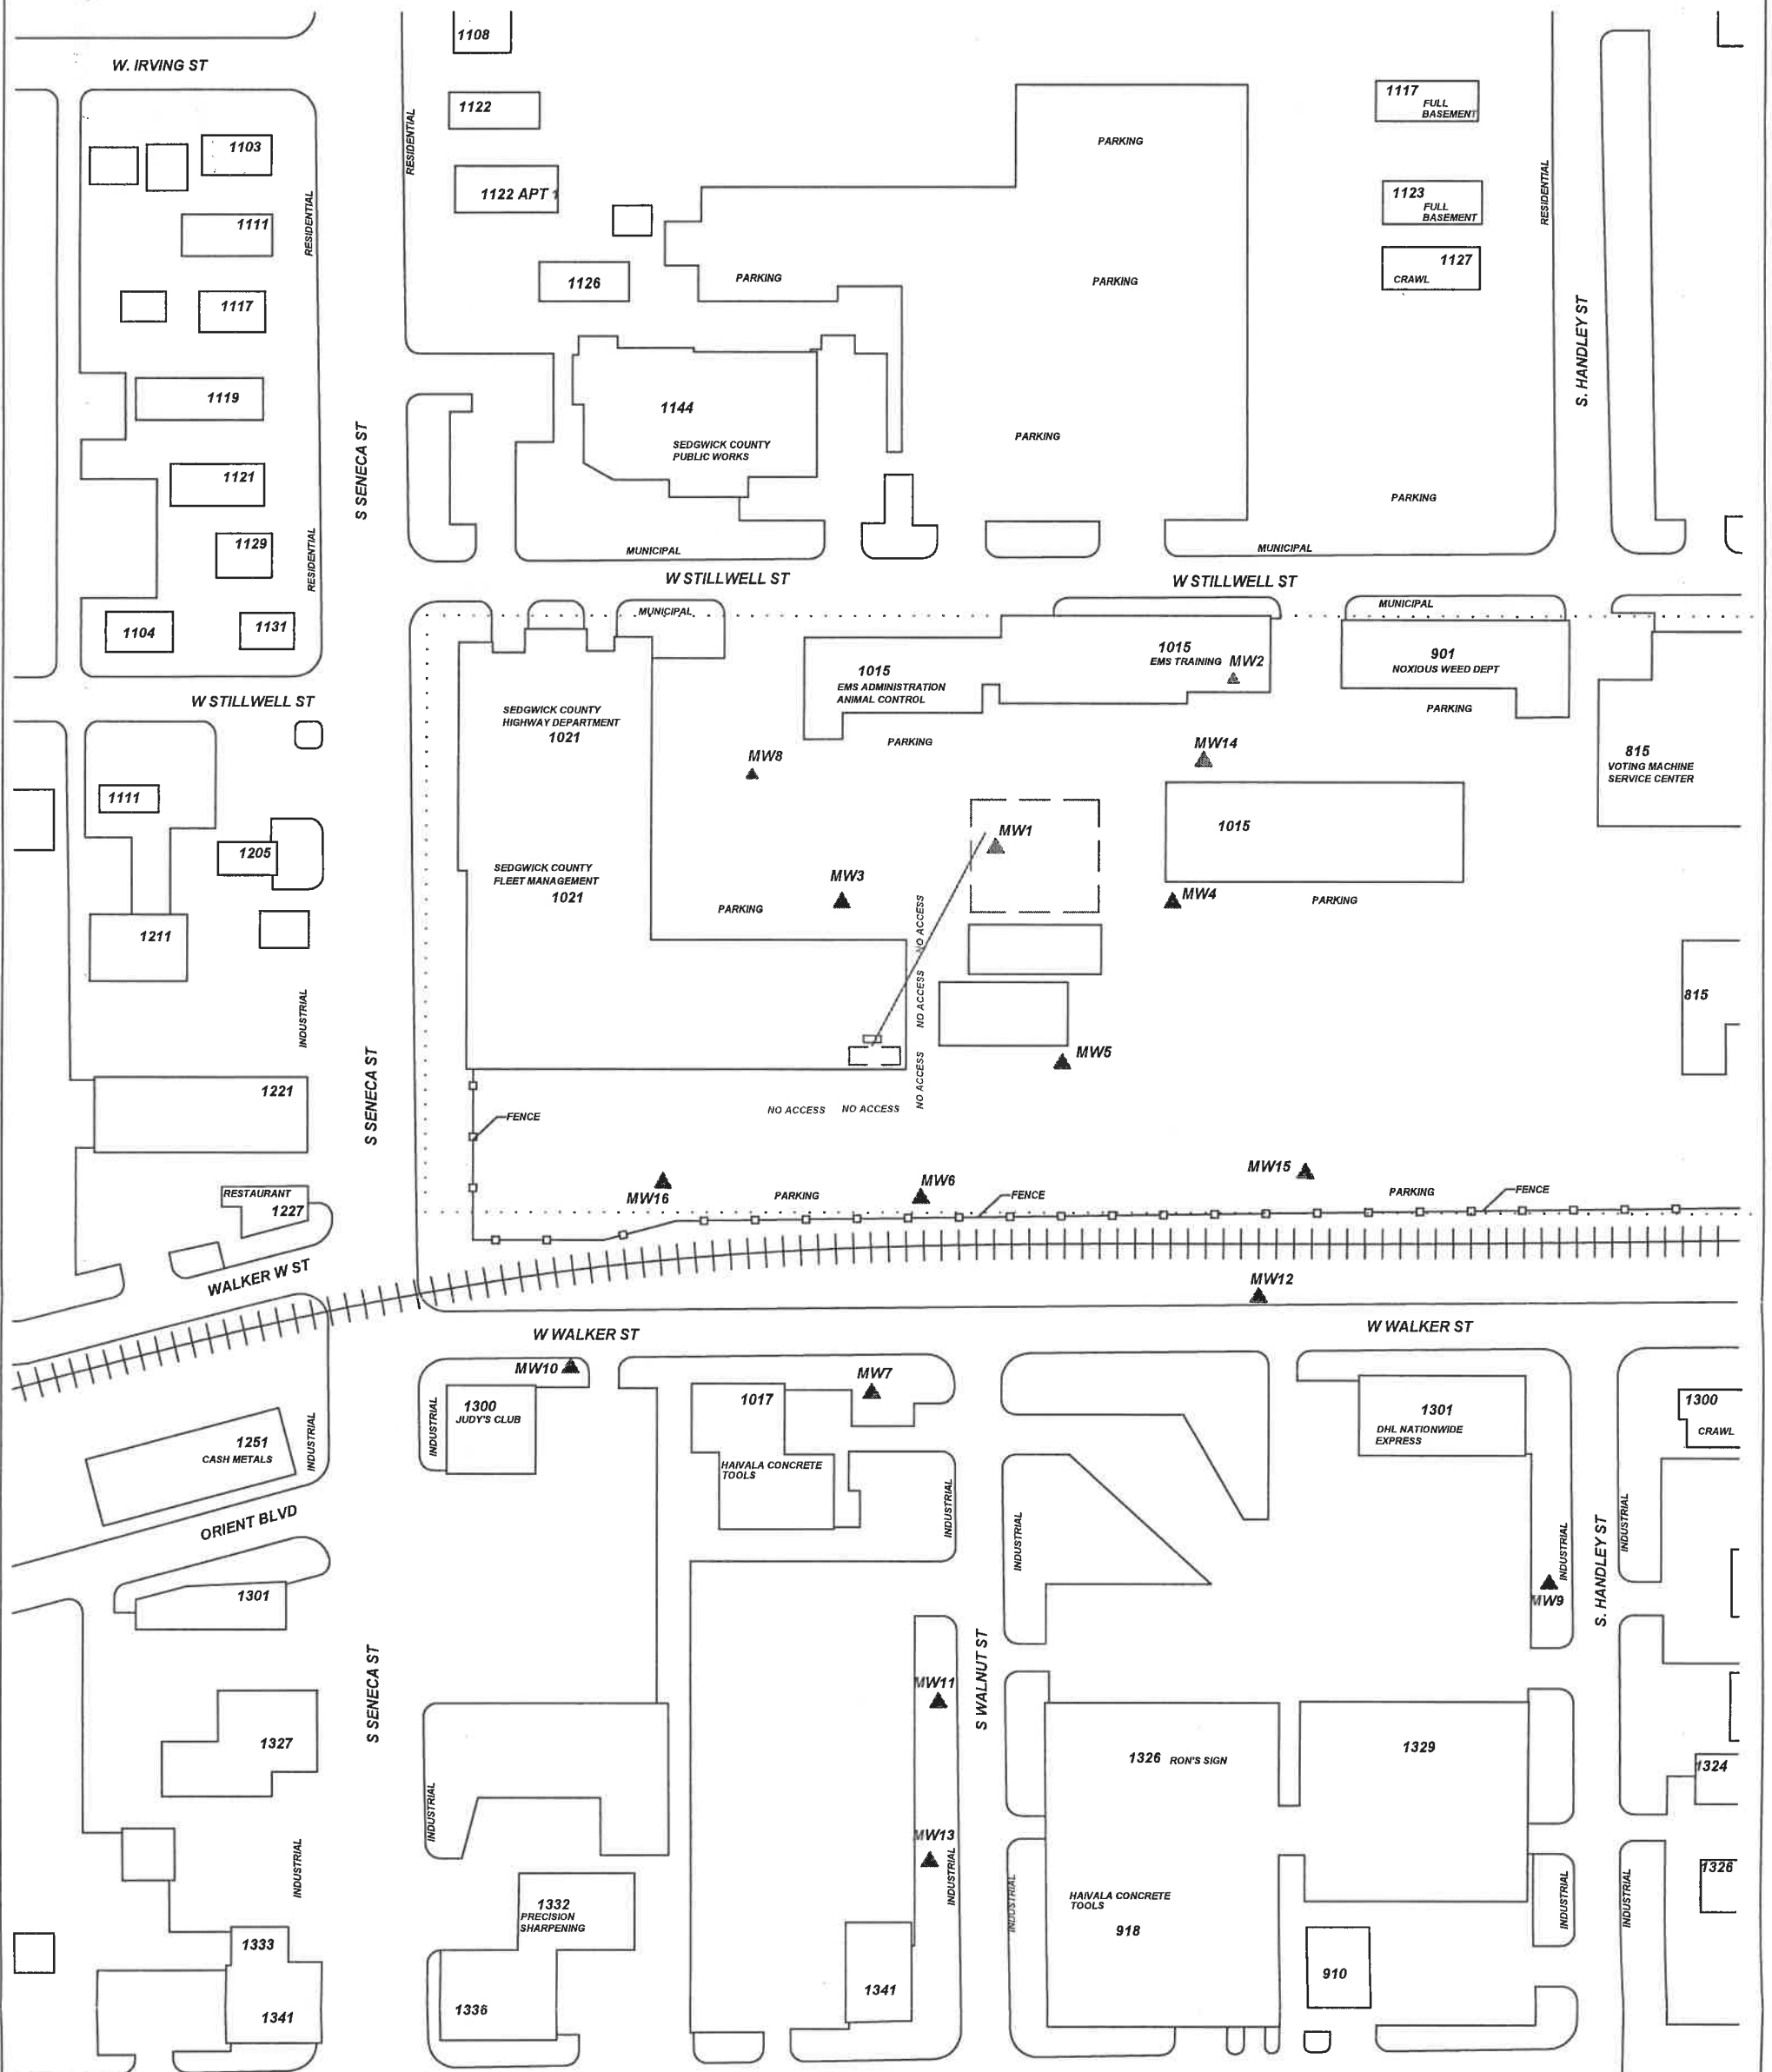 1108
W. IRVING ST
1122
1117
FULL
BASEMENT
RESIDENTIAL
PARKING
1103
1122 APT
1123
FULL
BASEMENT
RESIDENTIAL
RESIDENTIAL
1111
1127
CRAWL
1126
PARKING
PARKING
1117
S. HANDLEY ST
1119
1144
SEDGWICK COUNTY
PUBLIC WORKS
PARKING
S SENECA ST
1121
PARKING
1129
RESIDENTIAL
MUNICIPAL
MUNICIPAL
W STILLWELL ST
W STILLWELL ST
MUNICIPAL
MUNICIPAL
1104
1131
1015
EMS TRAINING
MW2
901
NOXIOUS WEED DEPT
1015
EMS ADMINISTRATION
ANIMAL CONTROL
W STILLWELL ST
SEDGWICK COUNTY
HIGHWAY DEPARTMENT
1021
PARKING
PARKING
MW14
MW8
815
VOTING MACHINE
SERVICE CENTER
1111
MW1
1015
1205
SEDGWICK COUNTY
FLEET MANAGEMENT
1021
MW3
MW4
PARKING
PARKING
NO ACCESS
1211
NO ACCESS
815
INDUSTRIAL
MW5
NO ACCESS
1221
S SENECA ST
NO ACCESS
NO ACCESS
FENCE
MW15
MW6
RESTAURANT
1227
MW16
PARKING
FENCE
PARKING
FENCE
WALKER W ST
MW12
W WALKER ST
W WALKER ST
MW10
MW7
1300
JUDY'S CLUB
INDUSTRIAL
1017
1301
DHL NATIONWIDE
EXPRESS
1300
CRAWL
1251
CASH METALS
INDUSTRIAL
HAIVALA CONCRETE
TOOLS
INDUSTRIAL
INDUSTRIAL
INDUSTRIAL
INDUSTRIAL
ORIENT BLVD
S. HANDLEY ST
1301
MW9
S SENECA ST
MW11
S WALNUT ST
1327
1326 RON'S SIGN
1329
1324
INDUSTRIAL
MW13
INDUSTRIAL
INDUSTRIAL
1326
1332
PRECISION
SHARPENING
INDUSTRIAL
INDUSTRIAL
HAIVALA CONCRETE
TOOLS
918
INDUSTRIAL
INDUSTRIAL
1333
910
1341
1336
1341